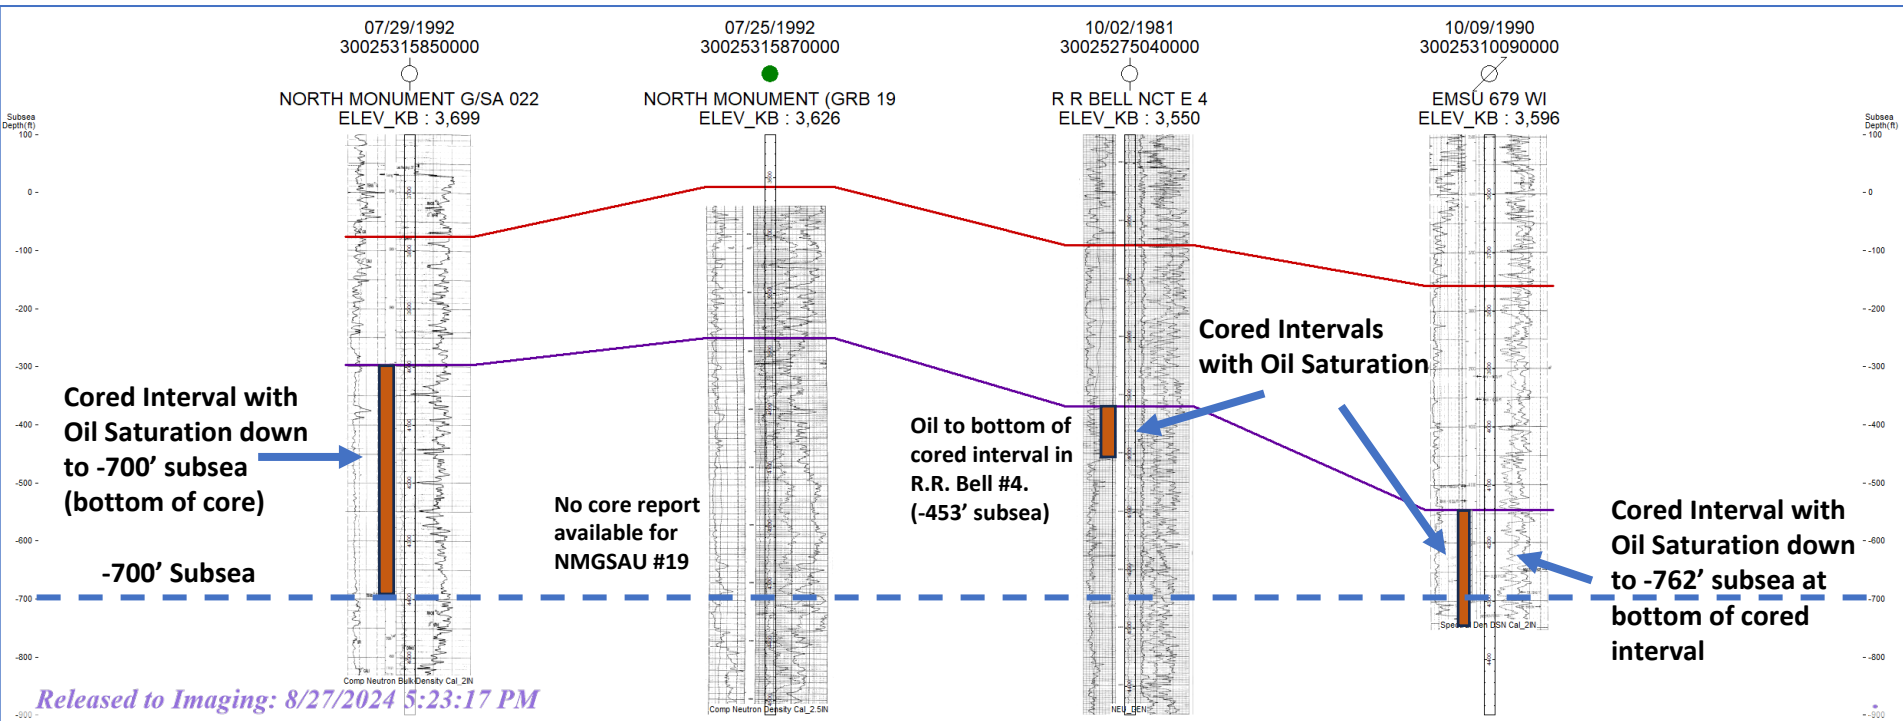 07/29/1992
30025315850000
NORTH MONUMENT G/SA 022
ELEV_KB : 3,699
07/25/1992
30025315870000
NORTH MONUMENT (GRB 19
ELEV_KB : 3,626
10/02/1981
30025275040000
R R BELL NCT E 4
ELEV_KB : 3,550
10/09/1990
30025310090000
EMSU 679 WI
ELEV_KB : 3,596
Subsea
Depth(ft)
100
0
-100
-200
-300
-400
-500
-600
-700
-800
-900
Subsea
Depth(ft)
100
0
-100
-200
-300
-400
-500
-600
-700
-800
-900
Cored Interval with
Oil Saturation down
to -700’ subsea
(bottom of core)
-700’ Subsea
No core report
available for
NMGSAU #19
Oil to bottom of
cored interval in
R.R. Bell #4.
(-453’ subsea)
Cored Intervals
with Oil Saturation
Cored Interval with
Oil Saturation down
to -762’ subsea at
bottom of cored
interval
Comp Neutron Bulk Density Cal_2IN
Comp Neutron Density Cal_2.5IN
NEU_DEN
Den DSN Cal_2IN
Released to Imaging: 8/27/2024 5:23:17 PM